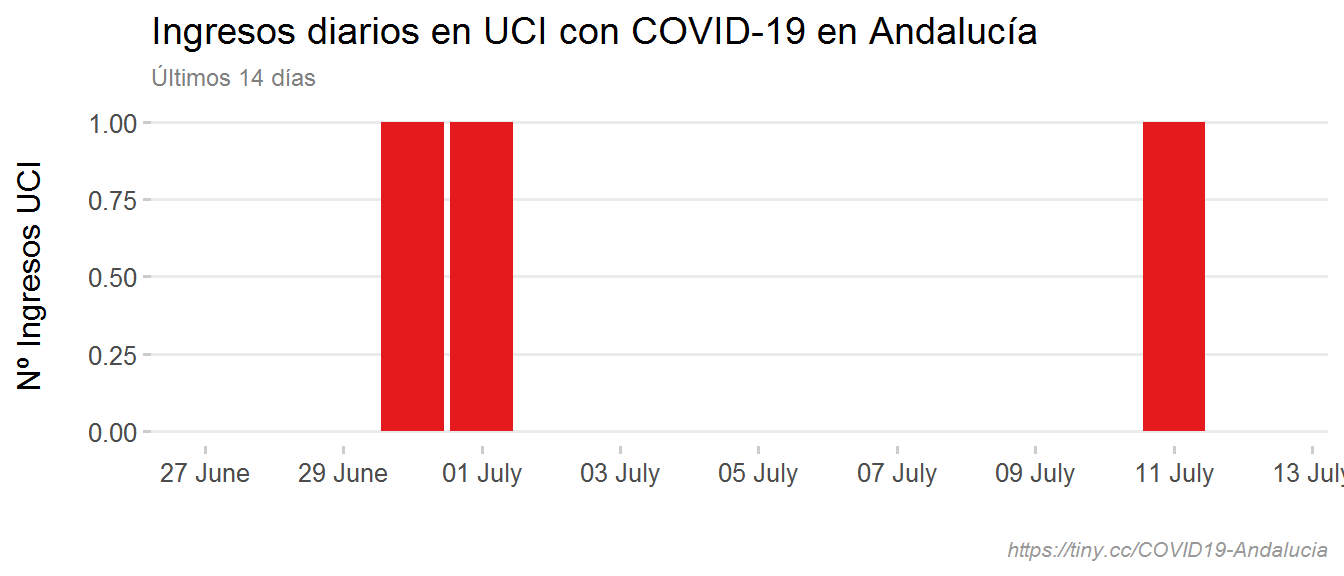 Ingresos diarios en UCI con COVID-19 en Andalucía
Últimos 14 días
Nº Ingresos UCI
1.00
0.75
0.50
0.25
0.00
27 June 29 June 01 July 03 July 05 July 07 July 09 July 11 July 13 July
https://tiny.cc/COVID19-Andalucia